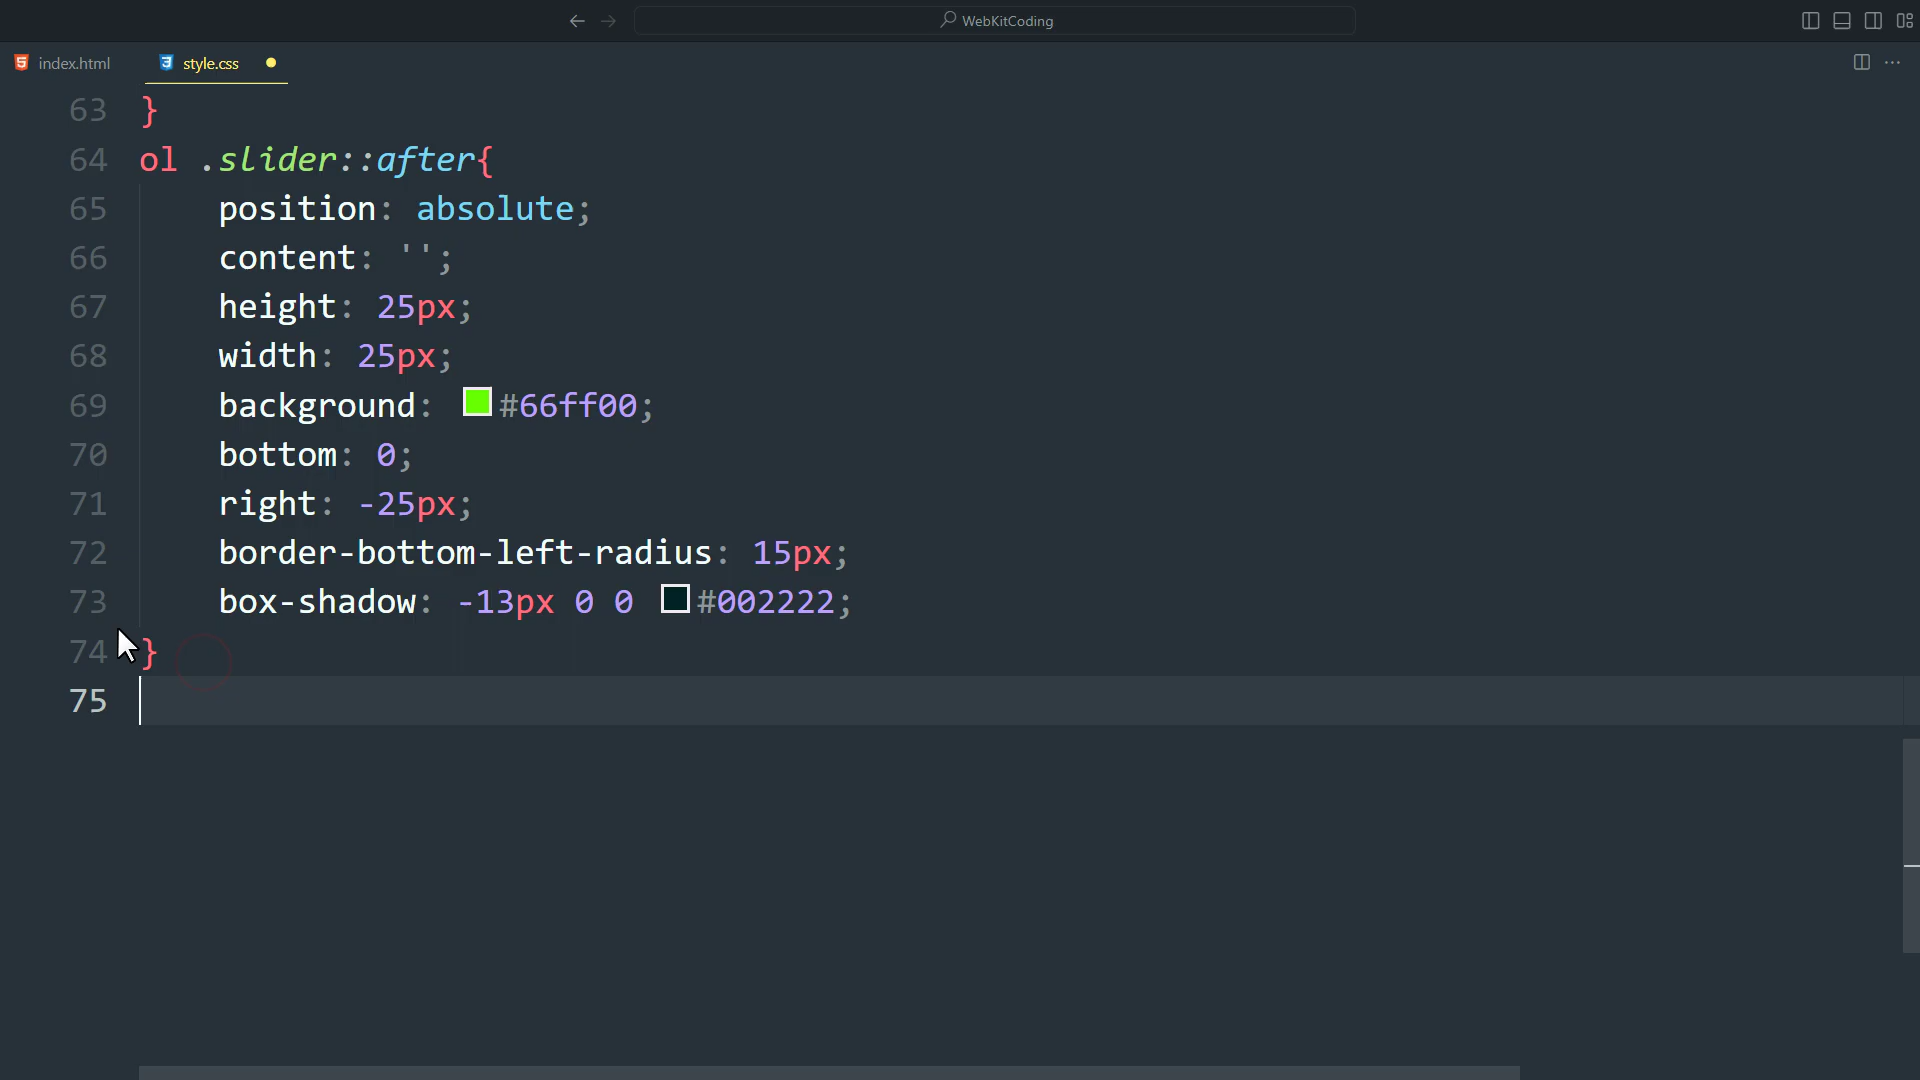 WebKitCoding
index.html
style.css
63 }
64 ol .slider::after{
65 position: absolute;
66 content: '';
67 height: 25px;
68 width: 25px;
69 background: #66ff00;
70 bottom: 0;
71 right: -25px;
72 border-bottom-left-radius: 15px;
73 box-shadow: -13px 0 0 #002222;
74 }
75